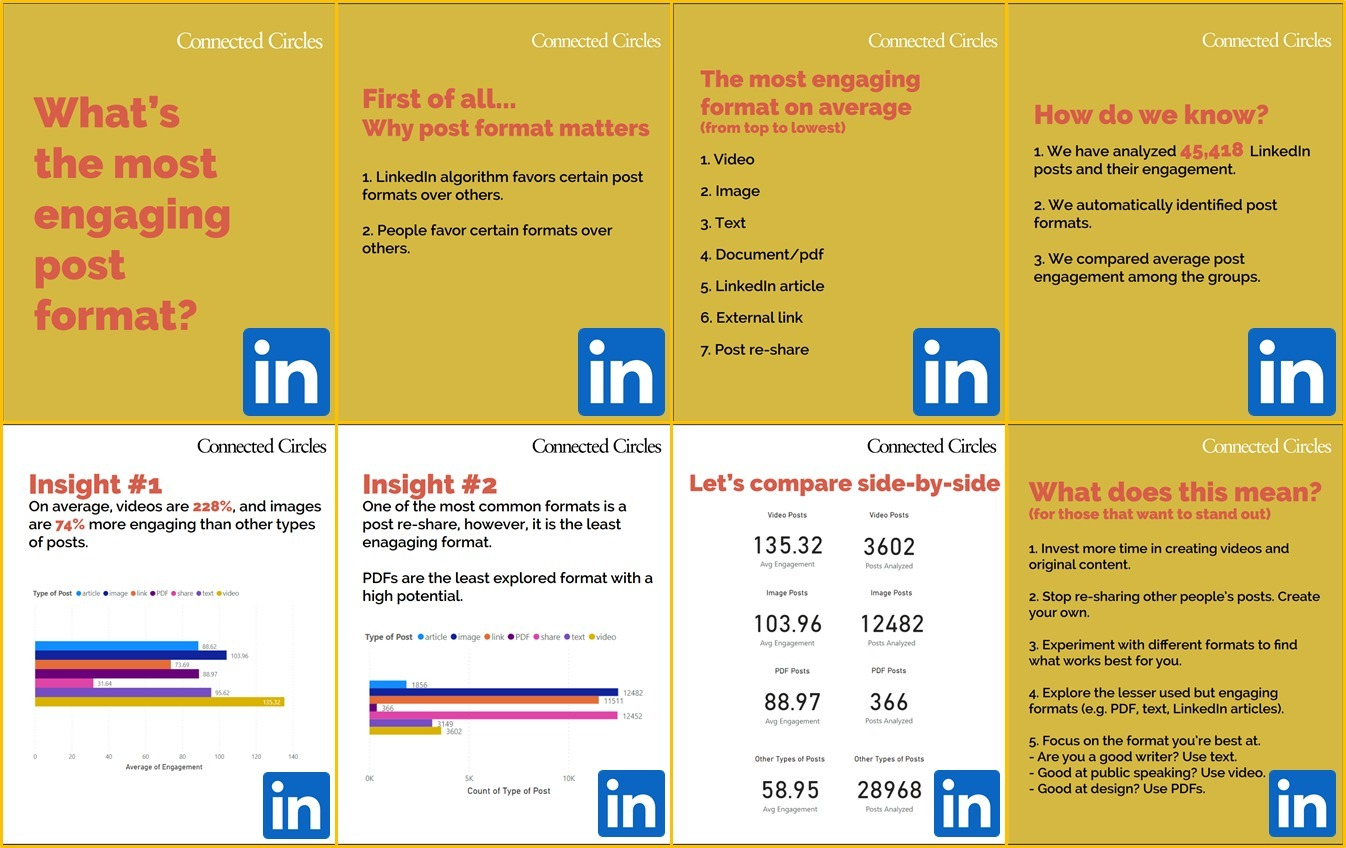 Connected Circles
What's
the most
engaging
post
format?
in
Connected Circles
First of all...
Why post format matters
1. LinkedIn algorithm favors certain post
formats over others.
2. People favor certain formats over
others.
in
Connected Circles
The most engaging
format on average
(from top to lowest)
1. Video
2. Image
3. Text
4. Document/pdf
5. LinkedIn article
6. External link
7. Post re-share
in
Connected Circles
How do we know?
1. We have analyzed 45,418 LinkedIn
posts and their engagement.
2. We automatically identified post
formats.
3. We compared average post
engagement among the groups.
in
Connected Circles
Insight #1
On average, videos are 228%, and images
are 74% more engaging than other types
of posts.
Type of Post article image link PDF share text video
88.62
103.96
73.69
88.97
31.64
95.62
135.32
0 20 40 60 80 100 120 140
Average of Engagement
in
Connected Circles
Insight #2
One of the most common formats is a
post re-share, however, it is the least
enagaging format.
PDFs are the least explored format with a
high potential.
Type of Post article image link PDF share text video
1856
12482
11511
366
12452
3149
3602
0K 5K 10K
Count of Type of Post
in
Connected Circles
Let's compare side-by-side
Video Posts Video Posts
135.32 3602
Avg Engagement Posts Analyzed
Image Posts Image Posts
103.96 12482
Avg Engagement Posts Analyzed
PDF Posts PDF Posts
88.97 366
Avg Engagement Posts Analyzed
Other Types of Posts Other Types of Posts
58.95 28968
Avg Engagement Posts Analyzed
in
Connected Circles
What does this mean?
(for those that want to stand out)
1. Invest more time in creating videos and
original content.
2. Stop re-sharing other people's posts. Create
your own.
3. Experiment with different formats to find
what works best for you.
4. Explore the lesser used but engaging
formats (e.g. PDF, text, LinkedIn articles).
5. Focus on the format you're best at.
- Are you a good writer? Use text.
- Good at public speaking? Use video.
- Good at design? Use PDFs.
in